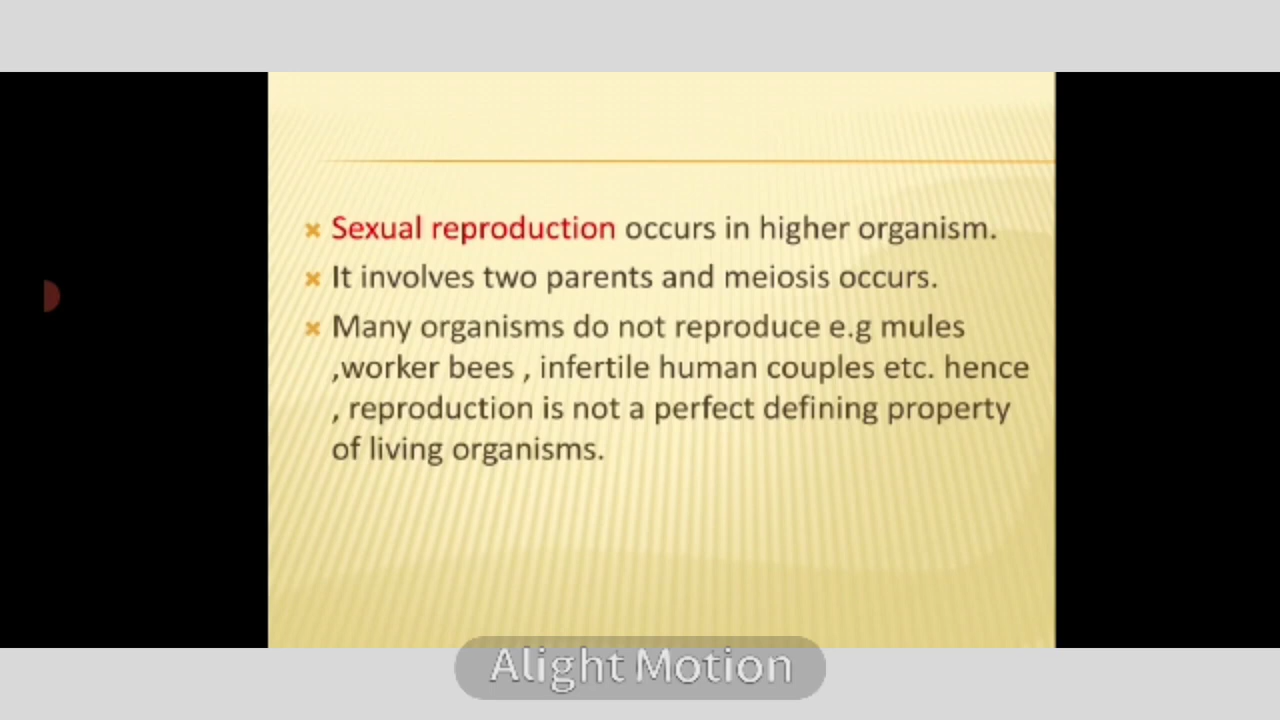 Sexual reproduction occurs in higher organism.
It involves two parents and meiosis occurs.
Many organisms do not reproduce e.g mules
,worker bees , infertile human couples etc. hence
, reproduction is not a perfect defining property
of living organisms.
Alight Motion